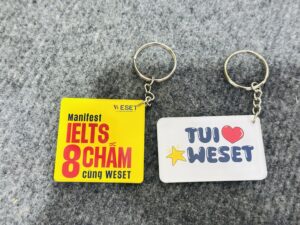 WESET
Manifest
IELTS
8 CHẤM
cùng WESET
TUI
WESET